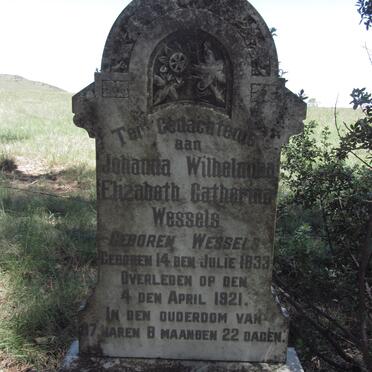 Ter Gedachtenis
aan
Johanna Wilhelmina
Elizabeth Catherina
Wessels
GEBOREN WESSELS
GEBOREN 14 DEN JULIE 1833
OVERLEDEN OP DEN
4 DEN APRIL 1921.
IN DEN OUDERDOM VAN
87 JAREN 8 MAANDEN 22 DAGEN.